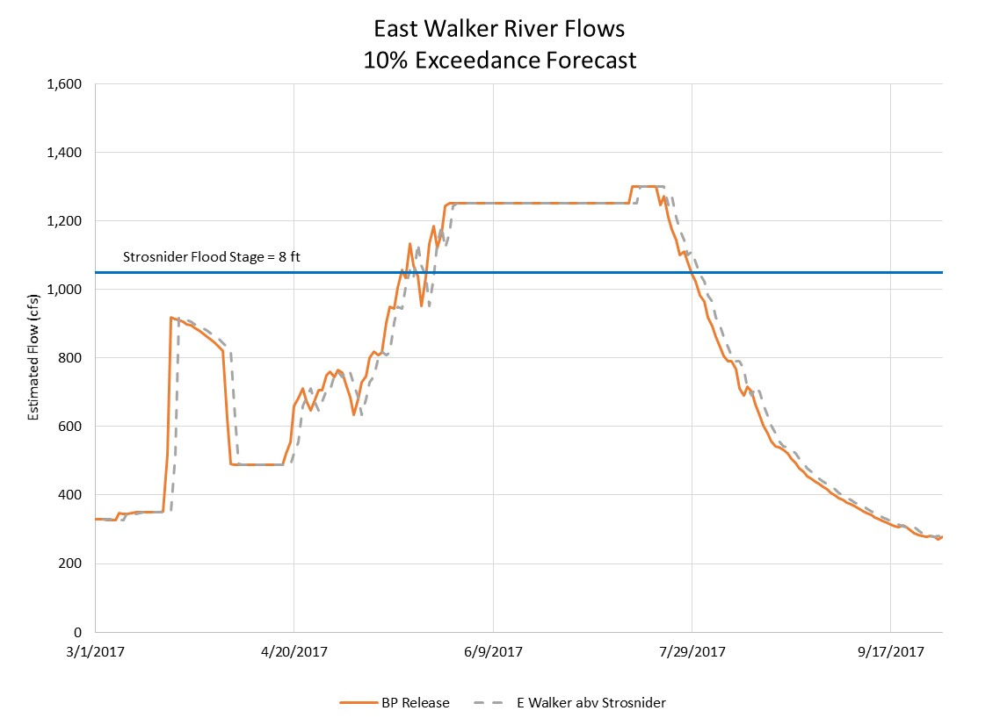 East Walker River Flows
10% Exceedance Forecast
1,600
1,400
1,200
Strosnider Flood Stage = 8 ft
1,000
800
600
400
200
0
Estimated Flow (cfs)
3/1/2017 4/20/2017 6/9/2017 7/29/2017 9/17/2017
BP Release E Walker abv Strosnider